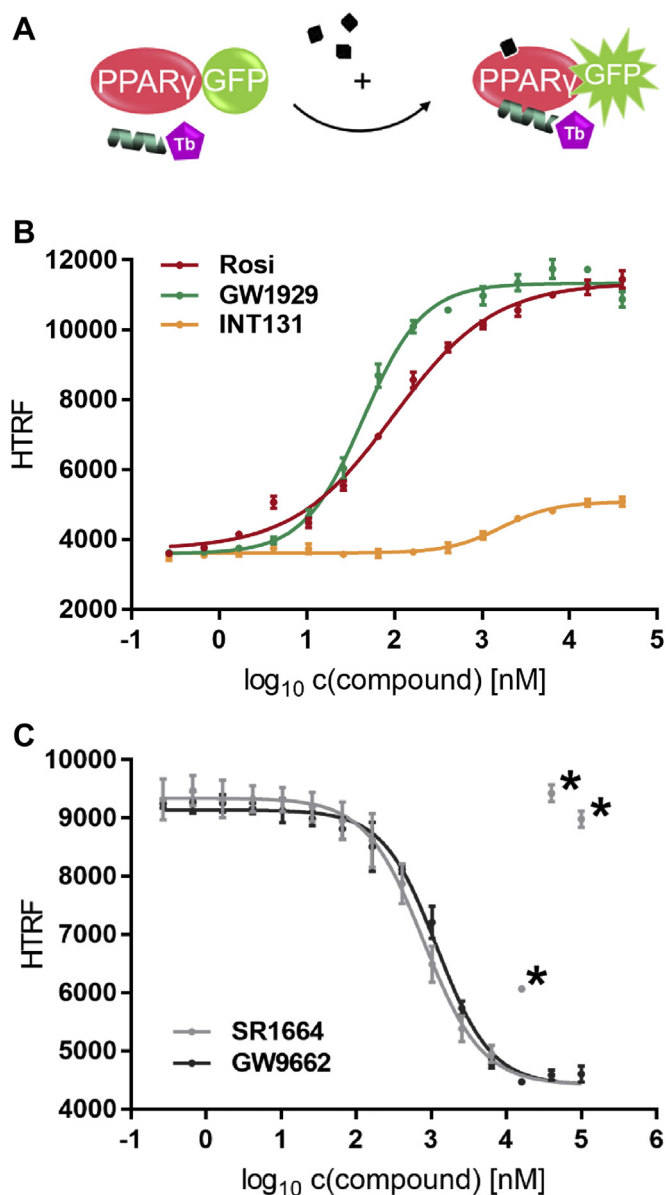 A
PPARγ GFP
Tb
+
PPARγ GFP
Tb
B
12000
10000
8000
6000
4000
2000
HTRF
Rosi
GW1929
INT131
-1 0 1 2 3 4 5
log10 c(compound) [nM]
C
10000
9000
8000
7000
6000
5000
4000
HTRF
* *
*
SR1664
GW9662
-1 0 1 2 3 4 5 6
log10 c(compound) [nM]